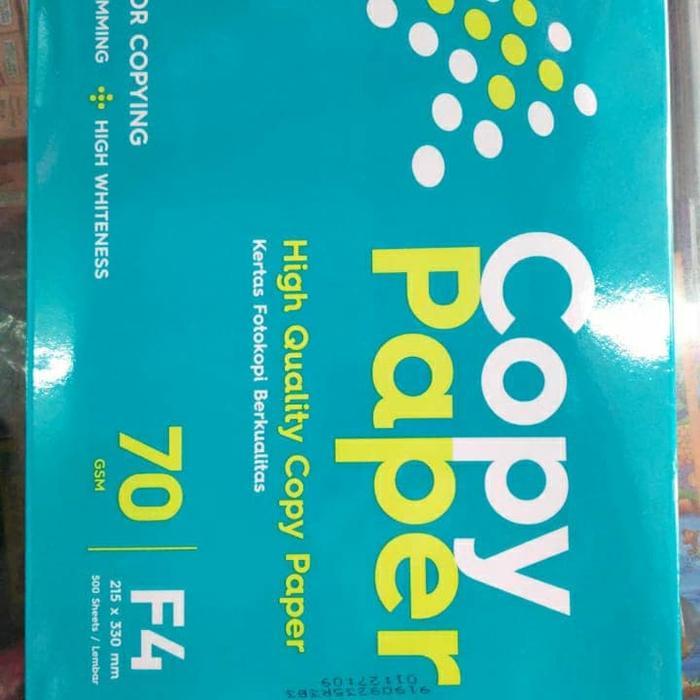 Copy
Paper
High Quality Copy Paper
Kertas Fotokopi Berkualitas
OR COPYING
MMING HIGH WHITENESS
70
GSM
F4
215 x 330 mm
500 Sheets / Lembar